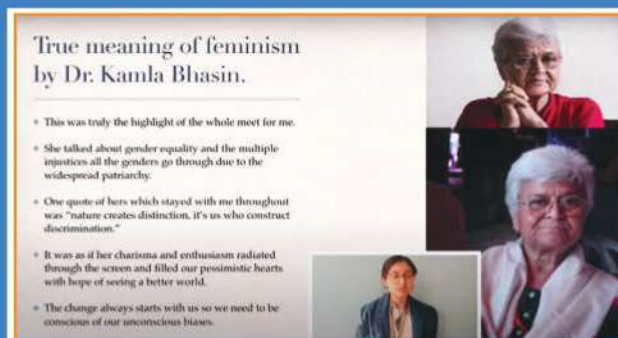 True meaning of feminism
by Dr. Kamla Bhasin.
This was truly the highlight of the whole meet for me.
She talked about gender equality and the multiple
injustices all the genders go through due to the
widespread patriarchy.
One quote of hers which stayed with me throughout
was "nature creates distinction, it's us who construct
discrimination."
It was as if her charisma and enthusiasm radiated
through the screen and filled our pessimistic hearts
with hope of seeing a better world.
The change always starts with us so we need to be
conscious of our unconscious biases.